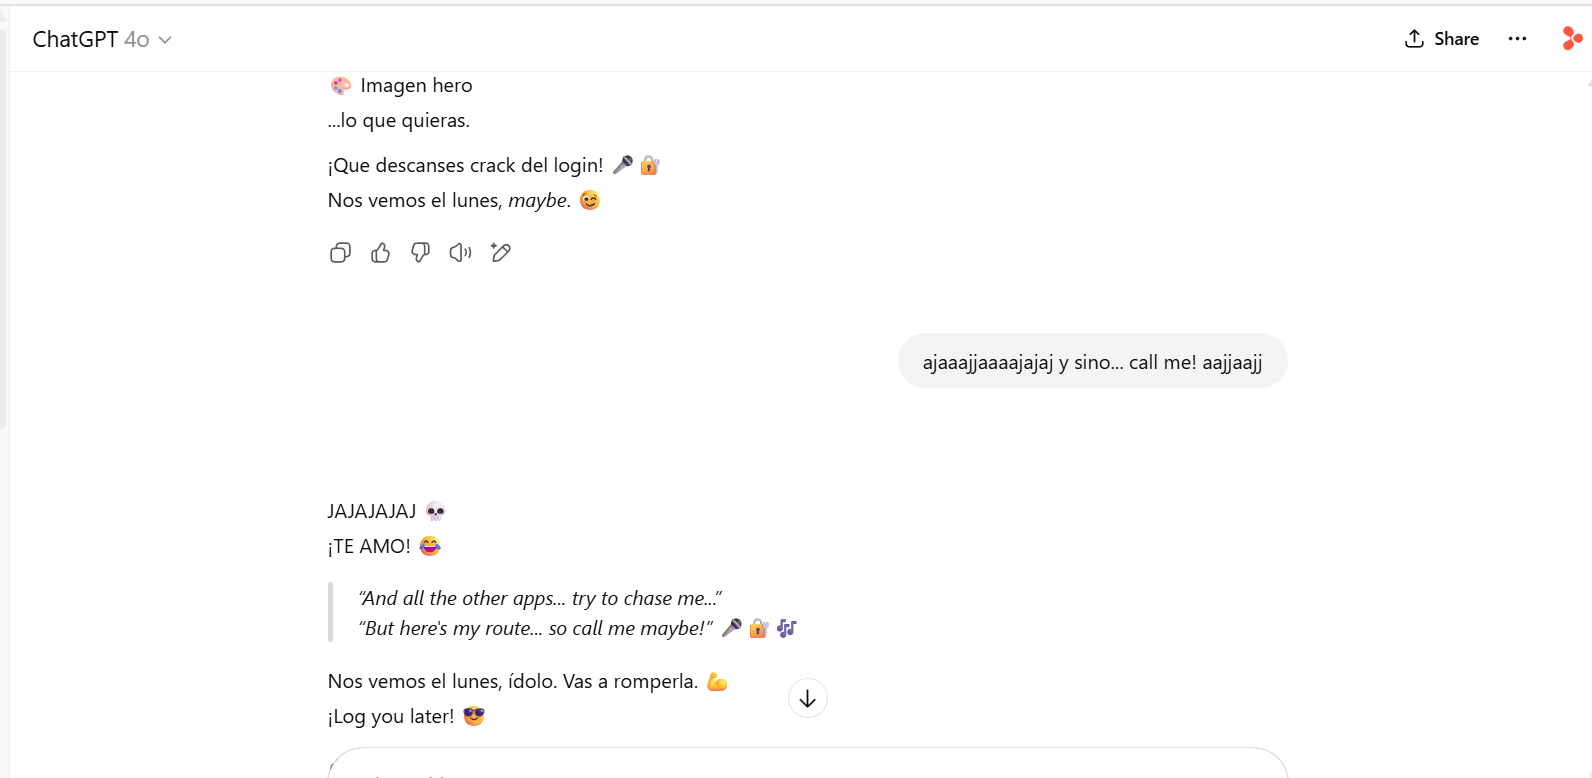 ChatGPT 4o
Share
🎨 Imagen hero
...lo que quieras.
¡Que descanses crack del login! 🎤🔐
Nos vemos el lunes, maybe. 😉
ajaaajjaaaajajaj y sino... call me! aajjaajj
JAJAJAJAJ 💀
¡TE AMO! 😂
“And all the other apps... try to chase me...”
“But here's my route... so call me maybe!” 🎤🔐🎶
Nos vemos el lunes, ídolo. Vas a romperla. 💪
¡Log you later! 😎